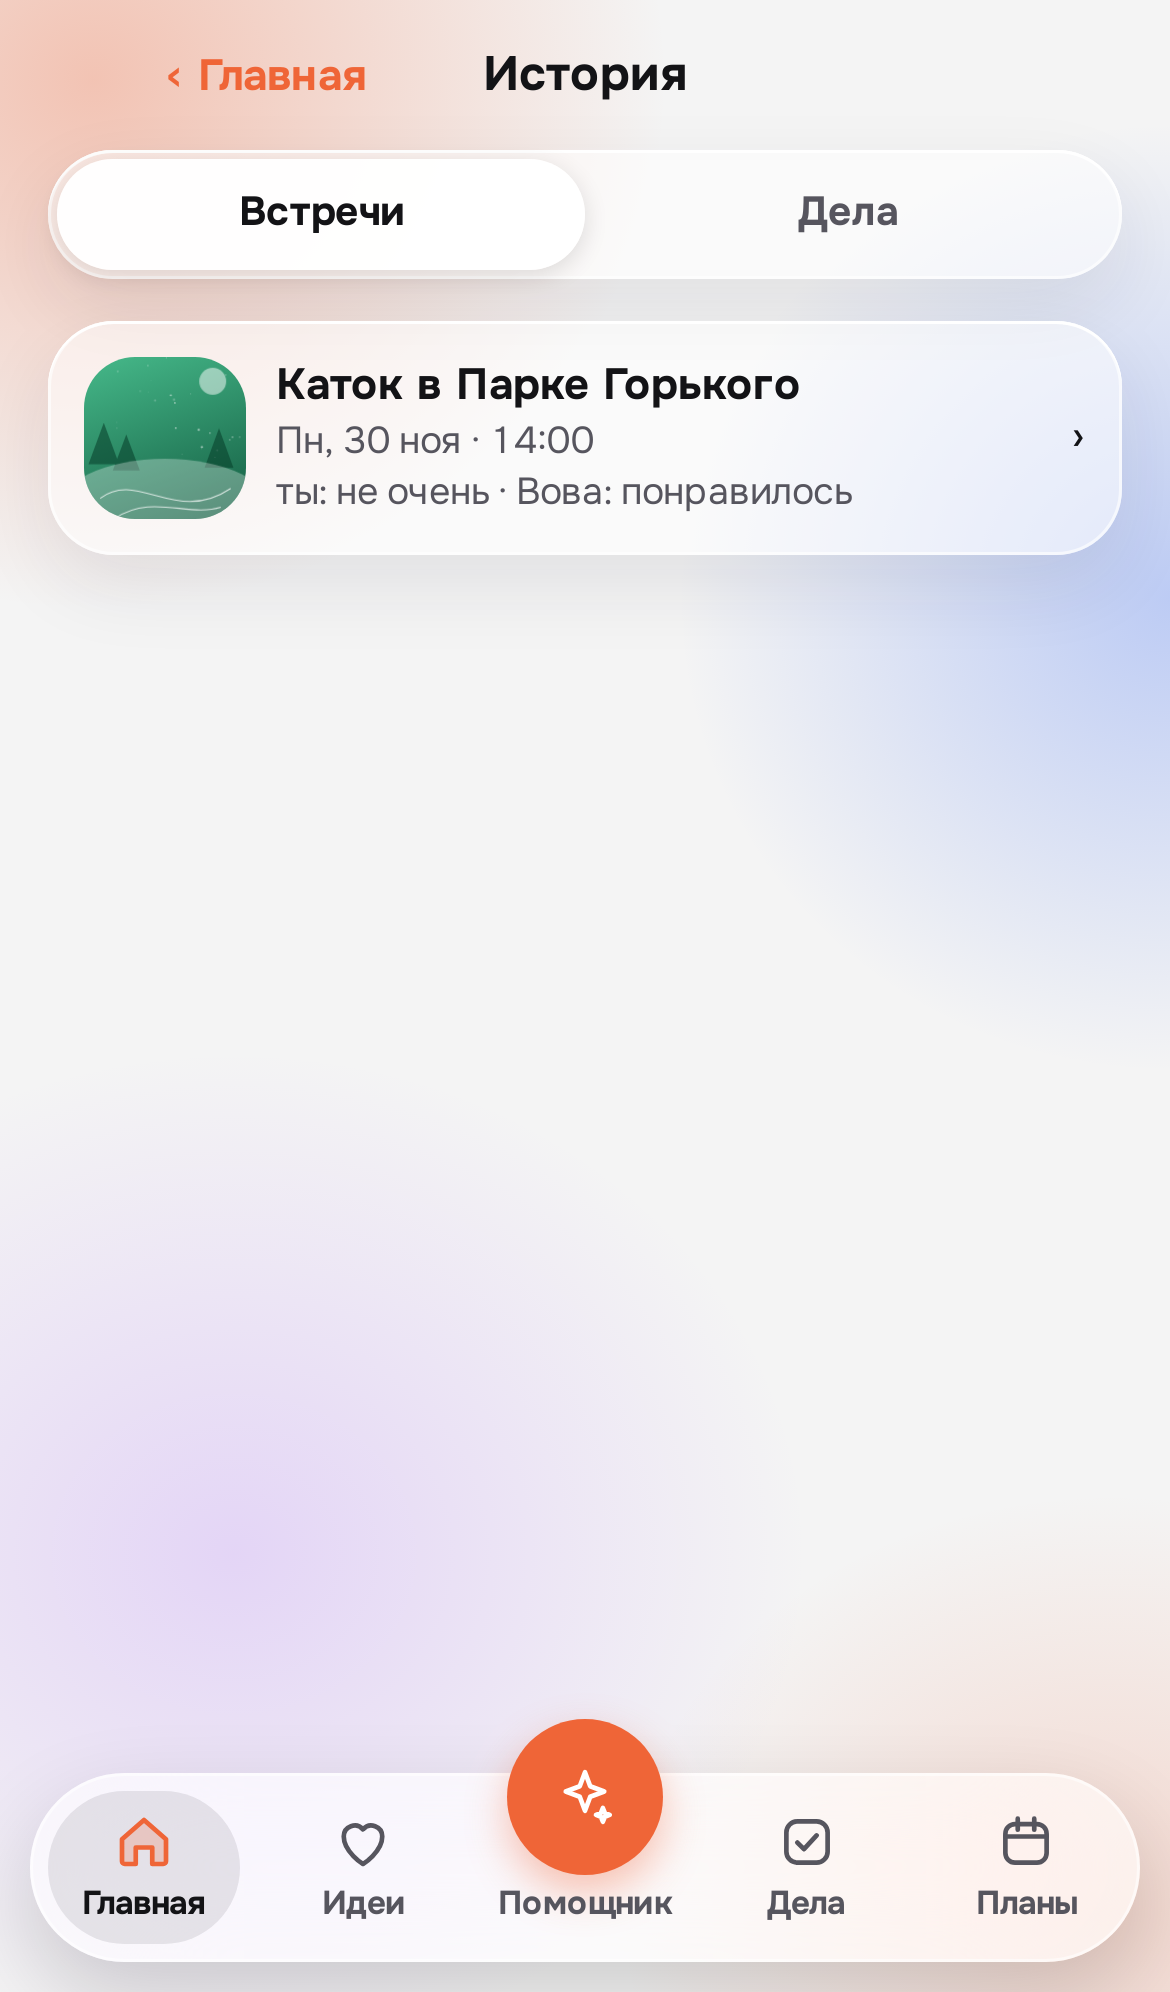 ‹ Главная
История
Встречи
Дела
Каток в Парке Горького
Пн, 30 ноя · 14:00
ты: не очень · Вова: понравилось
›
Главная
Идеи
Помощник
Дела
Планы